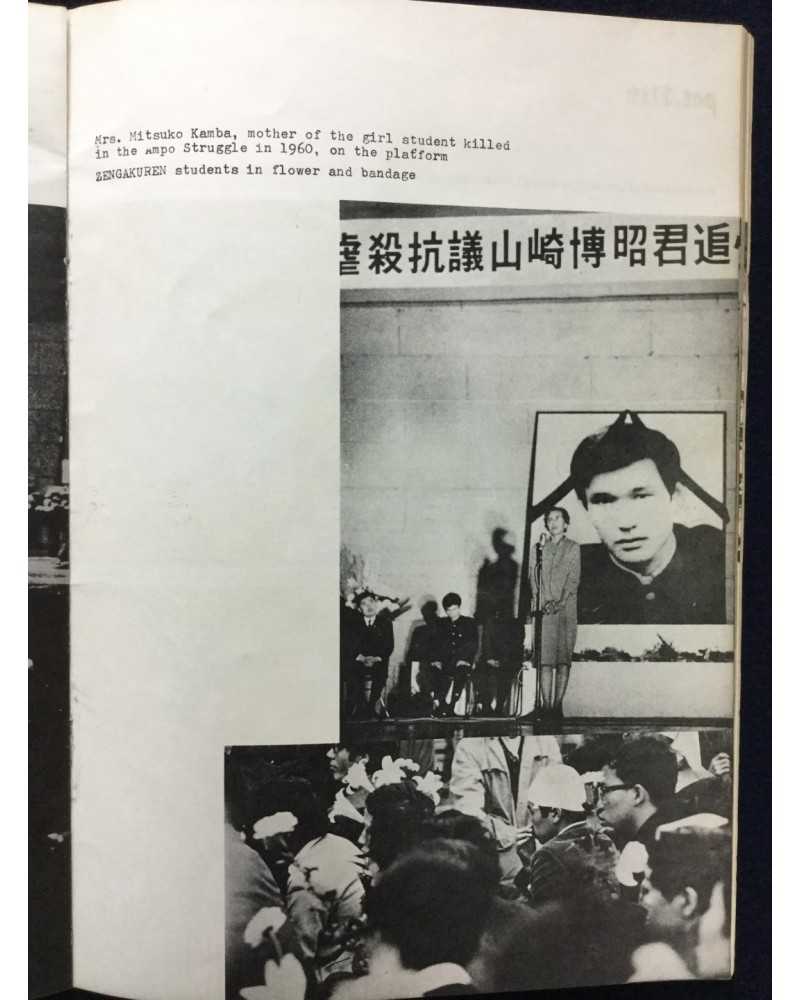 Mrs. Mitsuko Kamba, mother of the girl student killed
in the Ampo Struggle in 1960, on the platform
ZENGAKUREN students in flower and bandage
虐殺抗議山崎博昭君追